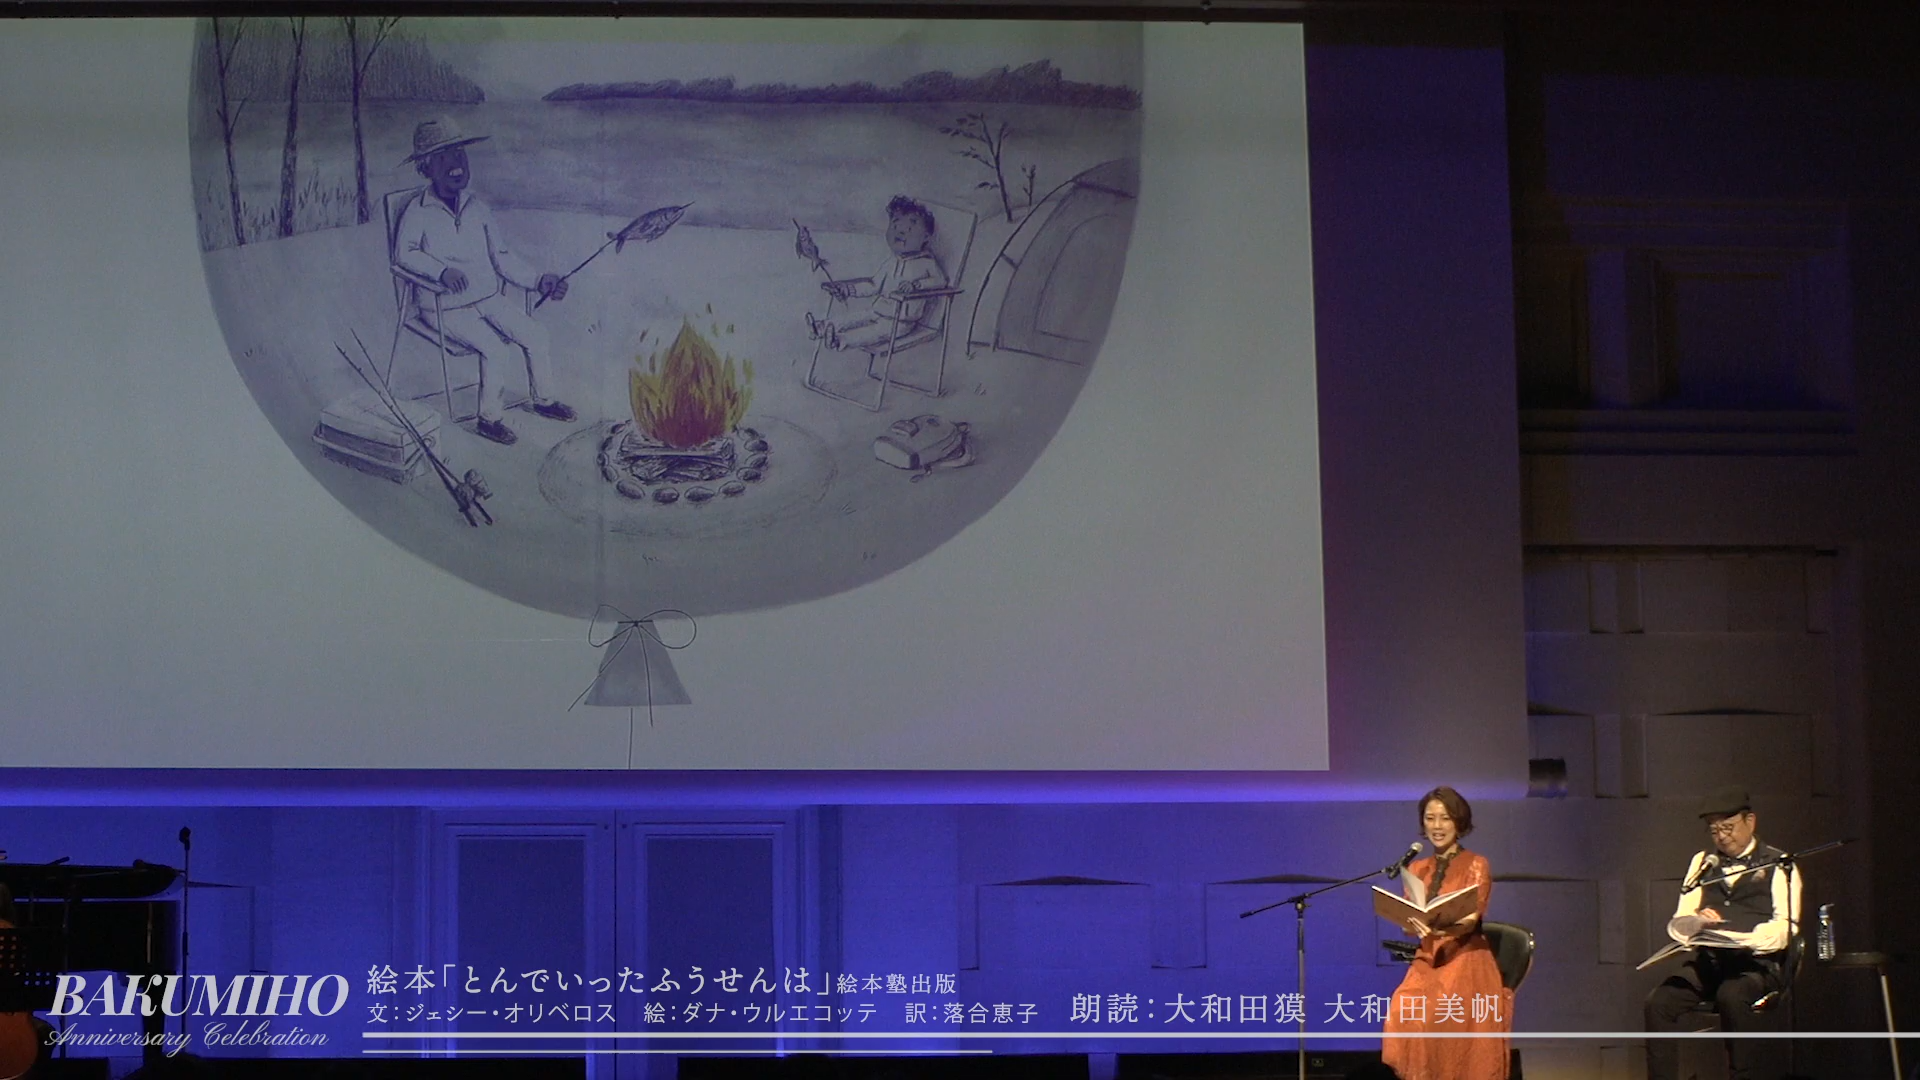 BAKUMIHO
Anniversary Celebration
絵本「とんでいったふうせんは」絵本塾出版
文：ジェシー・オリベロス 絵：ダナ・ウルエコッテ 訳：落合恵子
朗読：大和田獏 大和田美帆